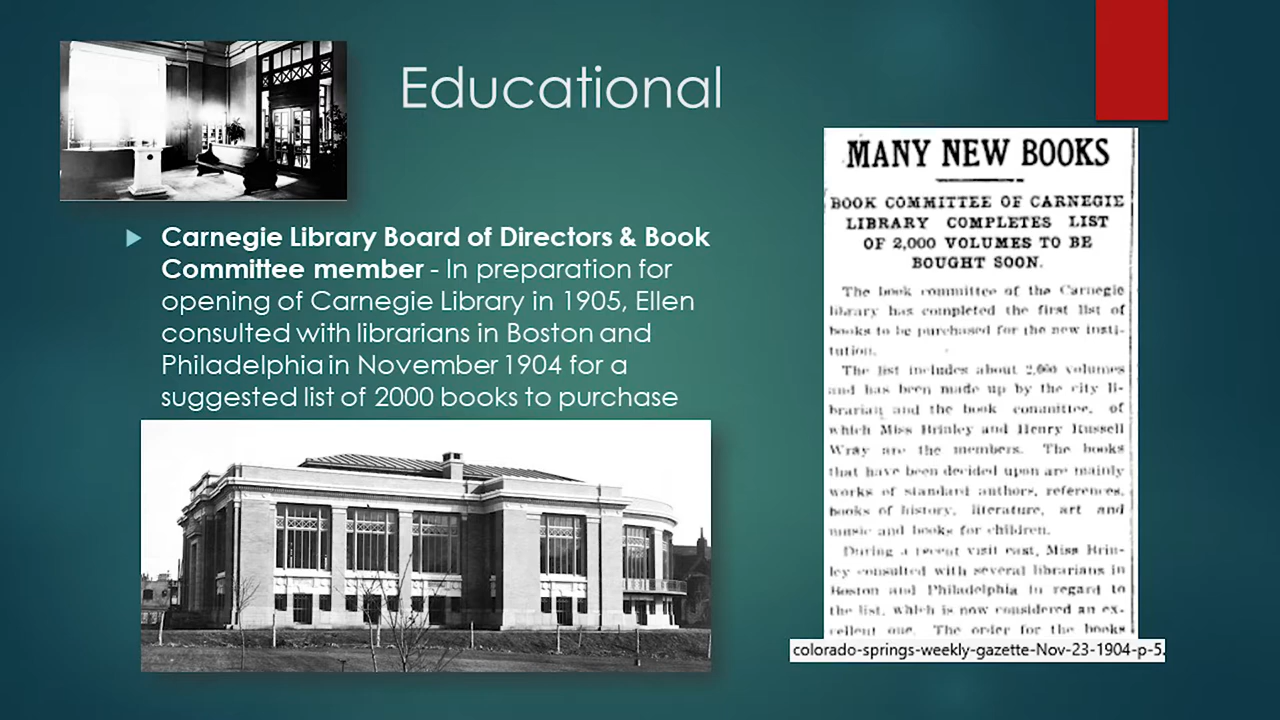 Educational
Carnegie Library Board of Directors & Book
Committee member - In preparation for
opening of Carnegie Library in 1905, Ellen
consulted with librarians in Boston and
Philadelphia in November 1904 for a
suggested list of 2000 books to purchase
MANY NEW BOOKS
BOOK COMMITTEE OF CARNEGIE
LIBRARY COMPLETES LIST
OF 2,000 VOLUMES TO BE
BOUGHT SOON.
The book committee of the Carnegie
library has completed the first list of
books to be purchased for the new insti-
tution.
The list includes about 2,000 volumes
and has been made up by the city li-
brarian and the book committee, of
which Miss Brinley and Henry Russell
Wray are the members. The books
that have been decided upon are mainly
works of standard authors, references,
books of history, literature, art and
music and books for children.
During a recent visit east, Miss Brin-
ley consulted with several librarians in
Boston and Philadelphia in regard to
the list, which is now considered an ex-
cellent one. The order for the books
colorado-springs-weekly-gazette-Nov-23-1904-p-5.